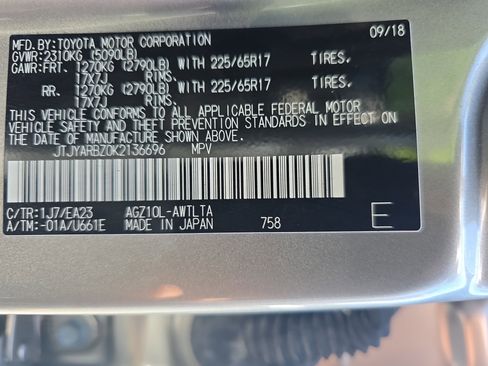 MFD.BY:TOYOTA MOTOR CORPORATION 09/18
GVWR:2310KG (5090LB)
GAWR:FRT. 1270KG (2790LB) WITH 225/65R17 TIRES,
17X7J RIMS,
RR. 1270KG (2790LB) WITH 225/65R17 TIRES,
17X7J RIMS,
THIS VEHICLE CONFORMS TO ALL APPLICABLE FEDERAL MOTOR
VEHICLE SAFETY AND THEFT PREVENTION STANDARDS IN EFFECT ON
THE DATE OF MANUFACTURE SHOWN ABOVE.
JTJYARBZ0K2136696 MPV
C/TR:1J7/EA23 AGZ10L-AWTLTA
A/TM:-01A/U661E MADE IN JAPAN 758 E